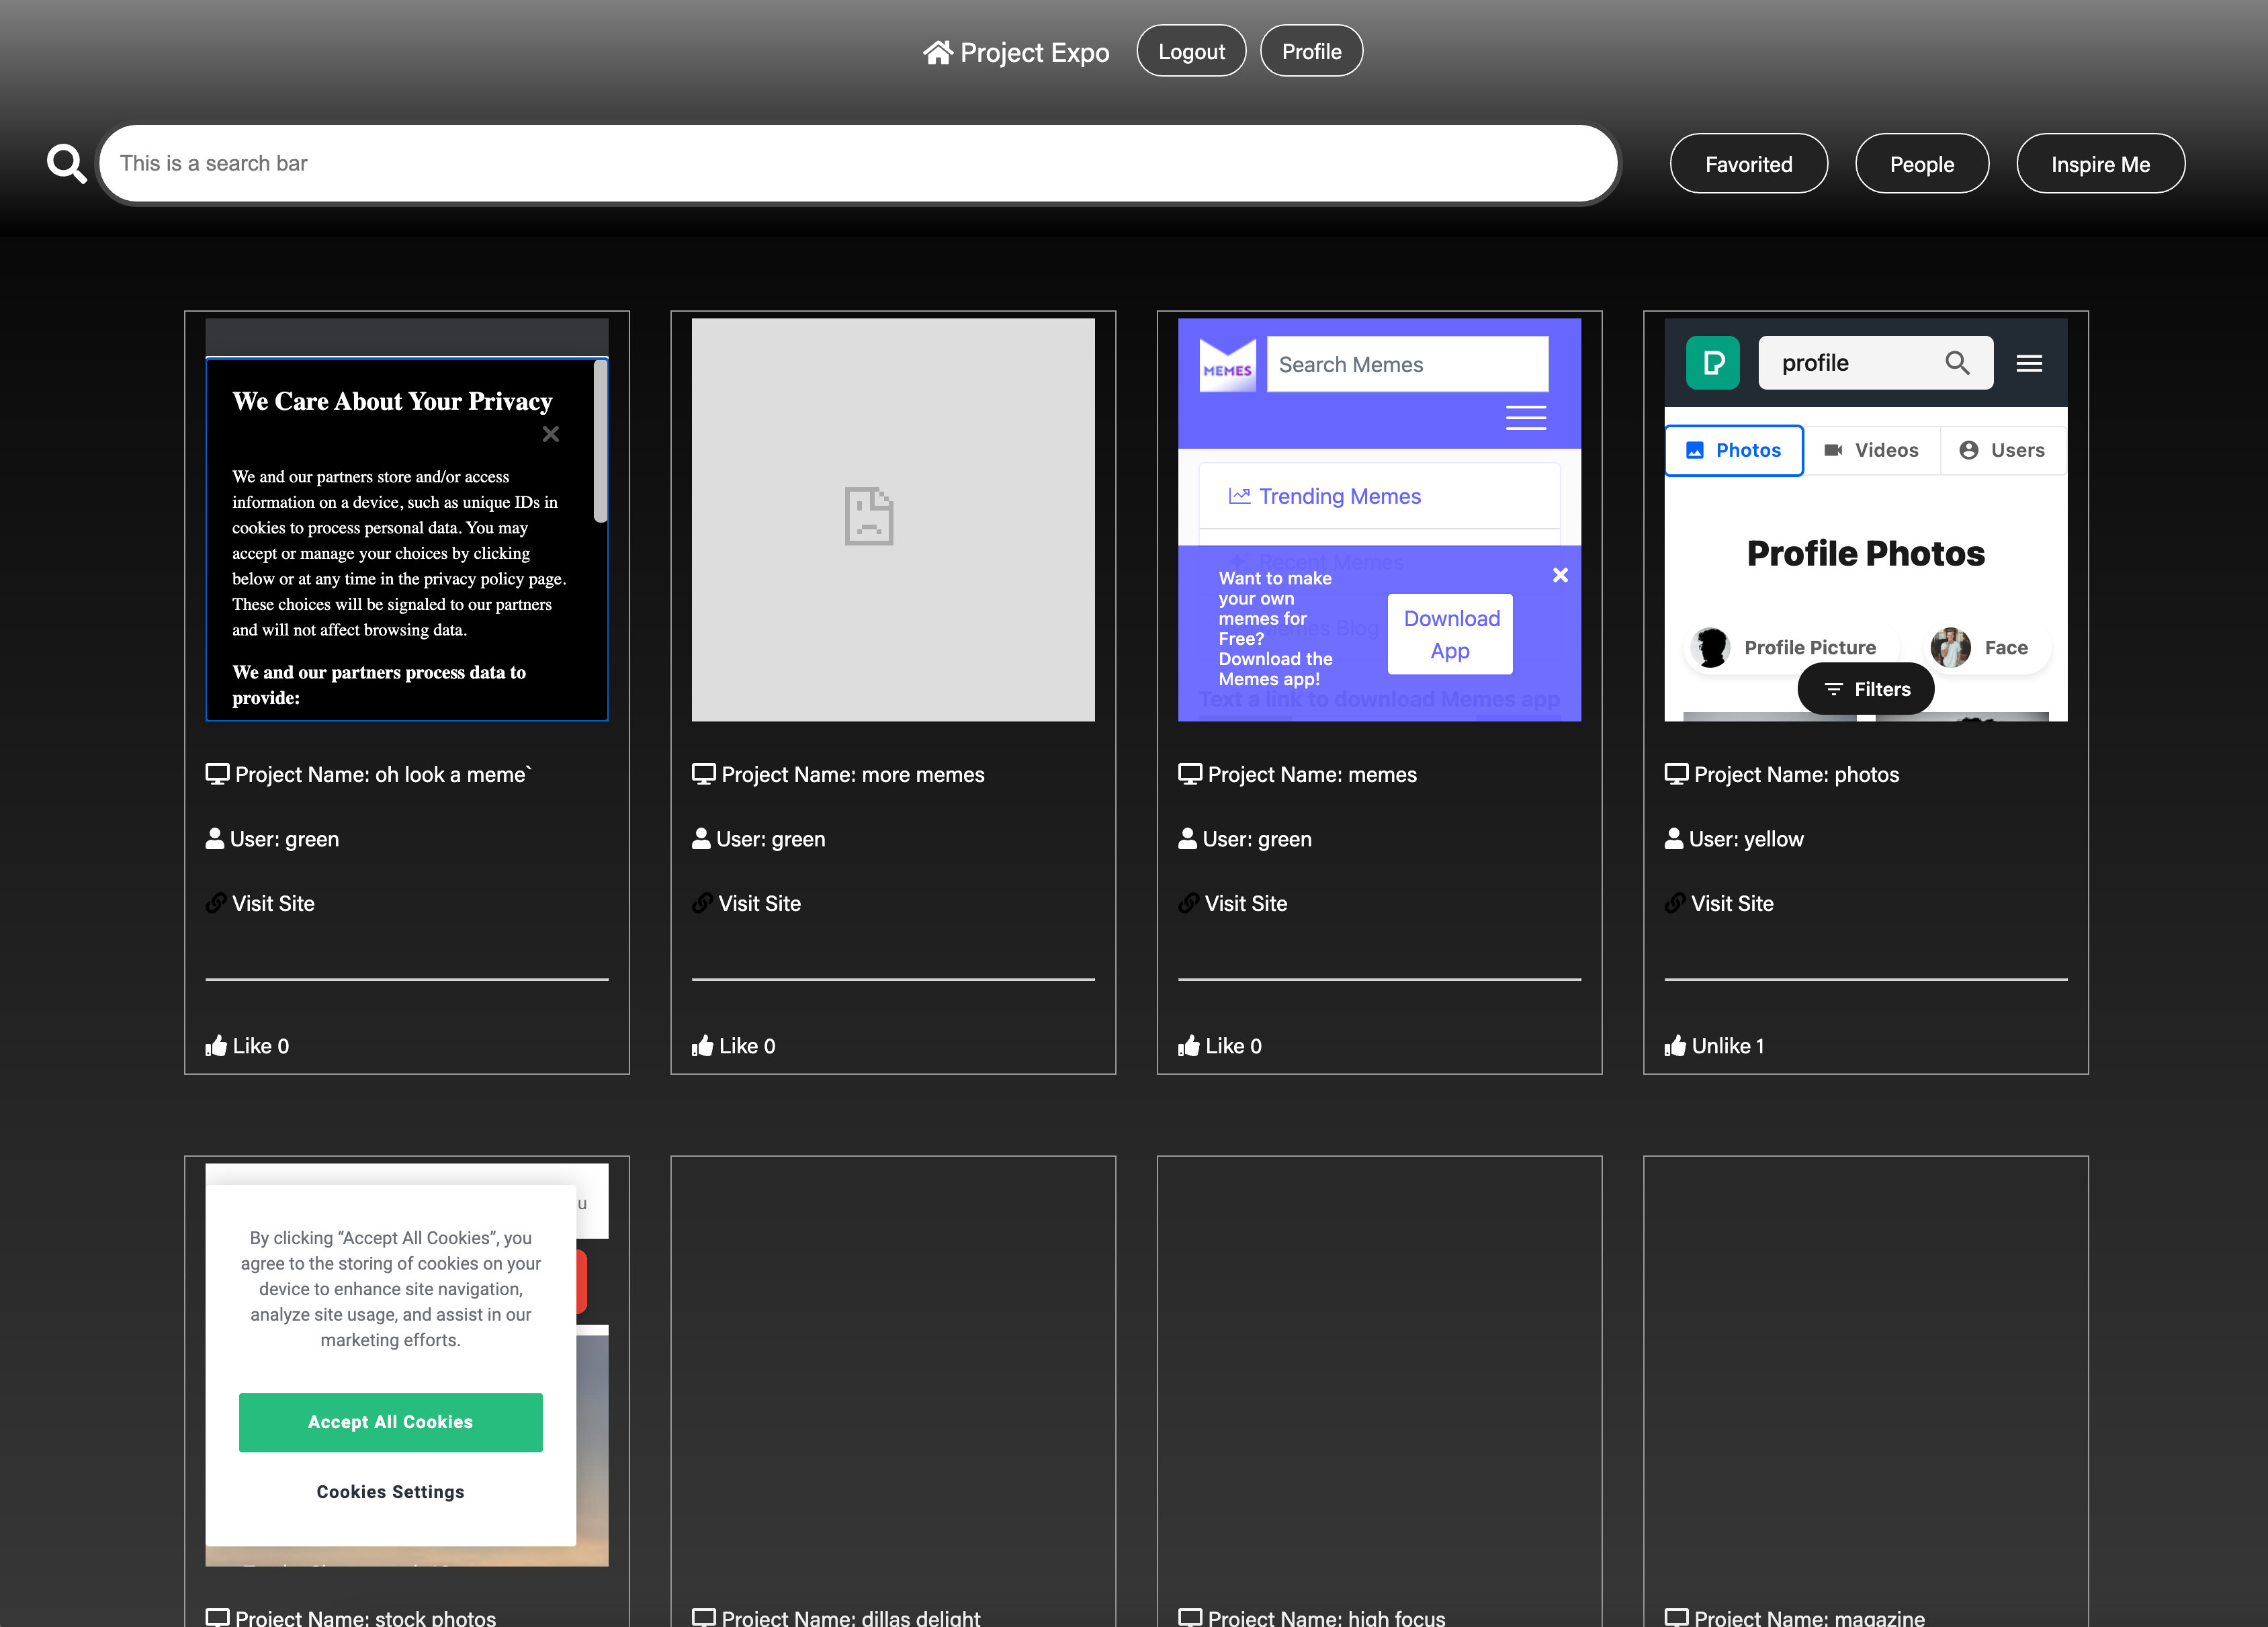 Project Expo
Logout
Profile
This is a search bar
Favorited
People
Inspire Me
We Care About Your Privacy
We and our partners store and/or access
information on a device, such as unique IDs in
cookies to process personal data. You may
accept or manage your choices by clicking
below or at any time in the privacy policy page.
These choices will be signaled to our partners
and will not affect browsing data.
We and our partners process data to
provide:
Project Name: oh look a meme`
User: green
Visit Site
Like 0
Project Name: more memes
User: green
Visit Site
Like 0
MEMES
Search Memes
Trending Memes
Recent Memes
Want to make
your own
memes for
Free?
Download the
Memes app!
Download
App
Memes Blog
Text a link to download Memes app
Project Name: memes
User: green
Visit Site
Like 0
profile
Photos
Videos
Users
Profile Photos
Profile Picture
Face
Filters
Project Name: photos
User: yellow
Visit Site
Unlike 1
u
By clicking “Accept All Cookies”, you
agree to the storing of cookies on your
device to enhance site navigation,
analyze site usage, and assist in our
marketing efforts.
Accept All Cookies
Cookies Settings
Project Name: stock photos
Project Name: dillas delight
Project Name: high focus
Project Name: magazine